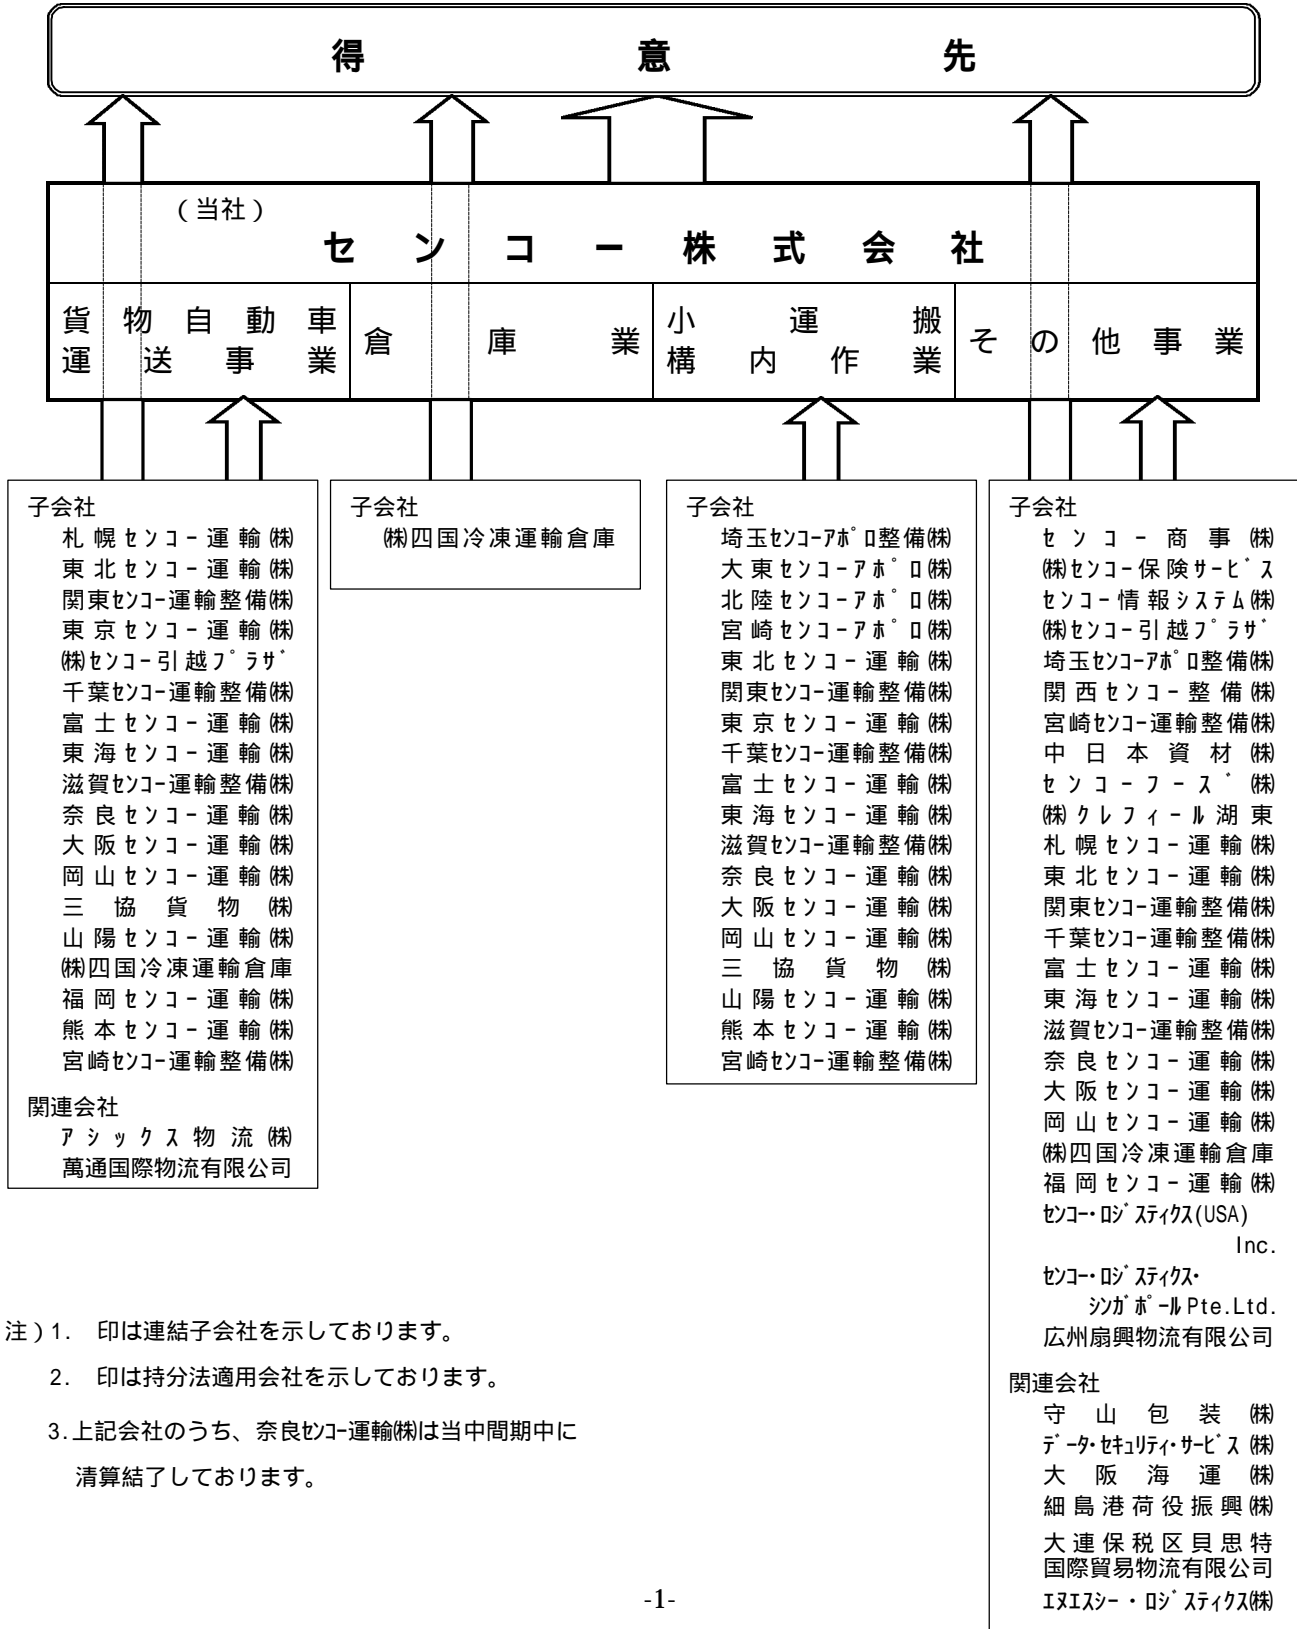 得意先
（当社）
センコー株式会社
貨物自動車
運送事業
倉庫業
小運搬
構内作業
その他事業
子会社
札幌センコー運輸㈱
東北センコー運輸㈱
関東センコー運輸整備㈱
東京センコー運輸㈱
㈱センコー引越プラザ
千葉センコー運輸整備㈱
富士センコー運輸㈱
東海センコー運輸㈱
滋賀センコー運輸整備㈱
奈良センコー運輸㈱
大阪センコー運輸㈱
岡山センコー運輸㈱
三協貨物㈱
山陽センコー運輸㈱
㈱四国冷凍運輸倉庫
福岡センコー運輸㈱
熊本センコー運輸㈱
宮崎センコー運輸整備㈱
関連会社
アシックス物流㈱
萬通国際物流有限公司
子会社
㈱四国冷凍運輸倉庫
子会社
埼玉センコーアポロ整備㈱
大東センコーアポロ㈱
北陸センコーアポロ㈱
宮崎センコーアポロ㈱
東北センコー運輸㈱
関東センコー運輸整備㈱
東京センコー運輸㈱
千葉センコー運輸整備㈱
富士センコー運輸㈱
東海センコー運輸㈱
滋賀センコー運輸整備㈱
奈良センコー運輸㈱
大阪センコー運輸㈱
岡山センコー運輸㈱
三協貨物㈱
山陽センコー運輸㈱
熊本センコー運輸㈱
宮崎センコー運輸整備㈱
子会社
センコー商事㈱
㈱センコー保険サービス
センコー情報システム㈱
㈱センコー引越プラザ
埼玉センコーアポロ整備㈱
関西センコー整備㈱
宮崎センコー運輸整備㈱
中日本資材㈱
センコーフーズ㈱
㈱クレフィール湖東
札幌センコー運輸㈱
東北センコー運輸㈱
関東センコー運輸整備㈱
千葉センコー運輸整備㈱
富士センコー運輸㈱
東海センコー運輸㈱
滋賀センコー運輸整備㈱
奈良センコー運輸㈱
大阪センコー運輸㈱
岡山センコー運輸㈱
㈱四国冷凍運輸倉庫
福岡センコー運輸㈱
センコー・ロジスティクス(USA)
Inc.
センコー・ロジスティクス・
シンガポールPte.Ltd.
広州扇興物流有限公司
関連会社
守山包装㈱
データ・セキュリティ・サービス㈱
大阪海運㈱
細島港荷役振興㈱
大連保税区貝思特
国際貿易物流有限公司
エヌエスシー・ロジスティクス㈱
注）1.　印は連結子会社を示しております。
2.　印は持分法適用会社を示しております。
3.上記会社のうち、奈良センコー運輸㈱は当中間期中に
清算結了しております。
-1-